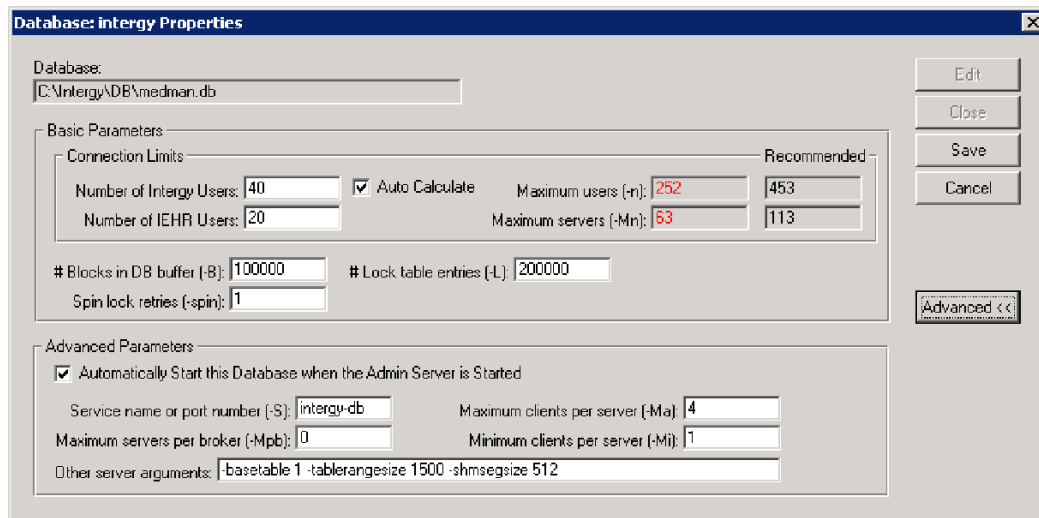 Database: intergy Properties
Database:
C:\Intergy\DB\medman.db
Edit
Close
Save
Cancel
Advanced <<
Basic Parameters
Connection Limits
Recommended
Number of Intergy Users: 40
Auto Calculate
Maximum users (-n): 252
453
Number of IEHR Users: 20
Maximum servers (-Mn): 63
113
# Blocks in DB buffer (-B): 100000
# Lock table entries (-L): 200000
Spin lock retries (-spin): 1
Advanced Parameters
Automatically Start this Database when the Admin Server is Started
Service name or port number (-S): intergy-db
Maximum clients per server (-Ma): 4
Maximum servers per broker (-Mpb): 0
Minimum clients per server (-Mi): 1
Other server arguments: -basetable 1 -tablerangesize 1500 -shmsegsize 512